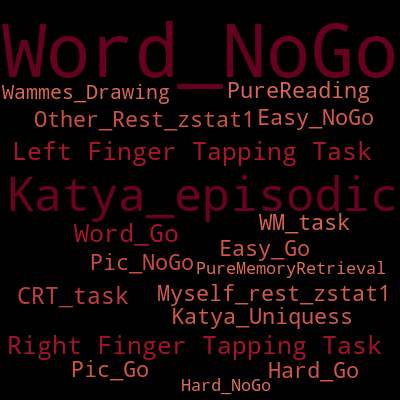 Word_NoGo
Wammes_Drawing PureReading
Other_Rest_zstat1 Easy_NoGo
Left Finger Tapping Task
Katya_episodic
WM_task
Word_Go
Easy_Go
Pic_NoGo PureMemoryRetrieval
CRT_task Myself_rest_zstat1
Katya_Uniquess
Right Finger Tapping Task
Pic_Go Hard_Go
Hard_NoGo